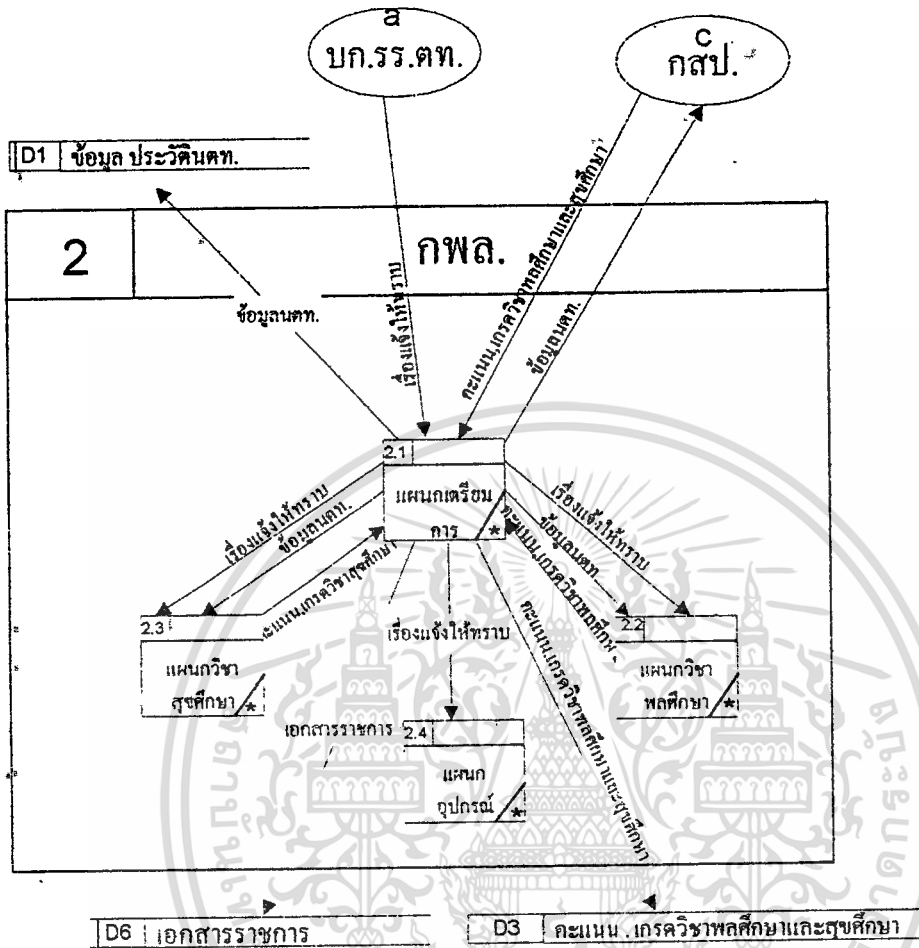 a
บก.รร.ตท.
c
กสป.
D1 ข้อมูล ประวัตินตท.
2 กพล.
ข้อมูลนตท.
เรื่องแจ้งให้ทราบ
คะแนน,เกรดวิชาพลศึกษาและสุขศึกษา
ข้อมูลนตท.
2.1
แผนกเตรียม
การ
*
เรื่องแจ้งให้ทราบ
ข้อมูลนตท.
คะแนน,เกรดวิชาสุขศึกษา
เรื่องแจ้งให้ทราบ
ข้อมูลนตท
คะแนน,เกรดวิชาพลศึกษา
2.3
แผนกวิชา
สุขศึกษา
*
เรื่องแจ้งให้ทราบ
2.2
แผนกวิชา
พลศึกษา
*
เอกสารราชการ
2.4
แผนก
อุปกรณ์
*
คะแนน,เกรดวิชาพลศึกษาและสุขศึกษา
D6 เอกสารราชการ
D3 คะแนน,เกรดวิชาพลศึกษาและสุขศึกษา